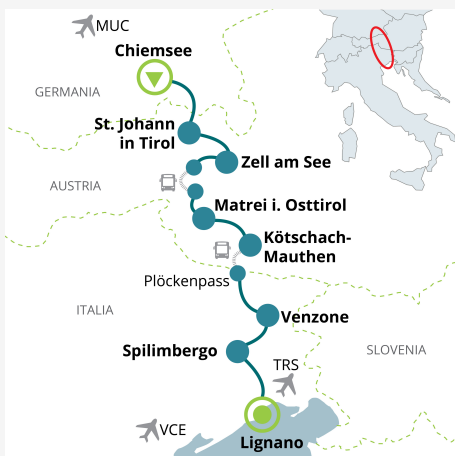 MUC
Chiemsee
GERMANIA
St. Johann
in Tirol
Zell am See
AUSTRIA
Matrei i. Osttirol
Kötschach-
Mauthen
Plöckenpass
ITALIA
Venzone
Spilimbergo
SLOVENIA
TRS
VCE
Lignano